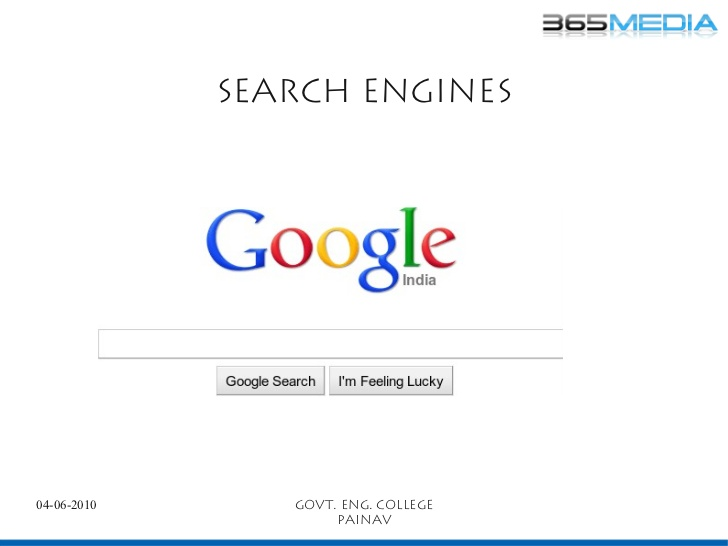 365MEDIA
SEARCH ENGINES
Google
India
Google Search I'm Feeling Lucky
04-06-2010 GOVT. ENG. COLLEGE
PAINAV